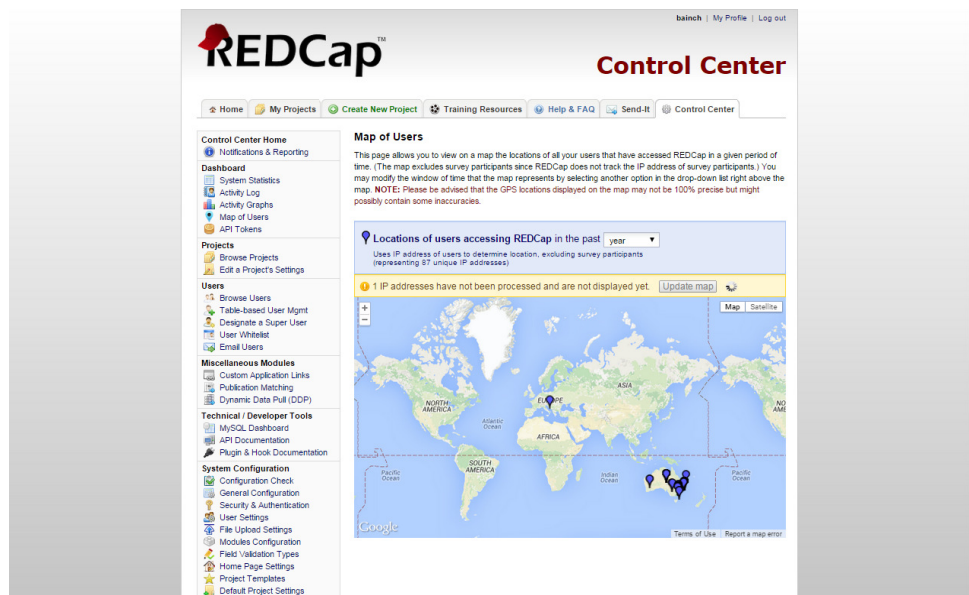 bainch | My Profile | Log out
REDCap™
Control Center
Home
My Projects
Create New Project
Training Resources
Help & FAQ
Send-It
Control Center
Control Center Home
Notifications & Reporting
Dashboard
System Statistics
Activity Log
Activity Graphs
Map of Users
API Tokens
Projects
Browse Projects
Edit a Project's Settings
Users
Browse Users
Table-based User Mgmt
Designate a Super User
User Whitelist
Email Users
Miscellaneous Modules
Custom Application Links
Publication Matching
Dynamic Data Pull (DDP)
Technical / Developer Tools
MySQL Dashboard
API Documentation
Plugin & Hook Documentation
System Configuration
Configuration Check
General Configuration
Security & Authentication
User Settings
File Upload Settings
Modules Configuration
Field Validation Types
Home Page Settings
Project Templates
Default Project Settings
Map of Users
This page allows you to view on a map the locations of all your users that have accessed REDCap in a given period of
time. (The map excludes survey participants since REDCap does not track the IP address of survey participants.) You
may modify the window of time that the map represents by selecting another option in the drop-down list right above the
map. NOTE: Please be advised that the GPS locations displayed on the map may not be 100% precise but might
possibly contain some inaccuracies.
Locations of users accessing REDCap in the past year
Uses IP address of users to determine location, excluding survey participants
(representing 87 unique IP addresses)
1 IP addresses have not been processed and are not displayed yet. Update map
+
−
Map
Satellite
ASIA
NORTH
AMERICA
EUROPE
NO
AME
Atlantic
Ocean
AFRICA
SOUTH
AMERICA
Pacific
Ocean
Indian
Ocean
Pacific
Ocean
Google
Terms of Use
Report a map error